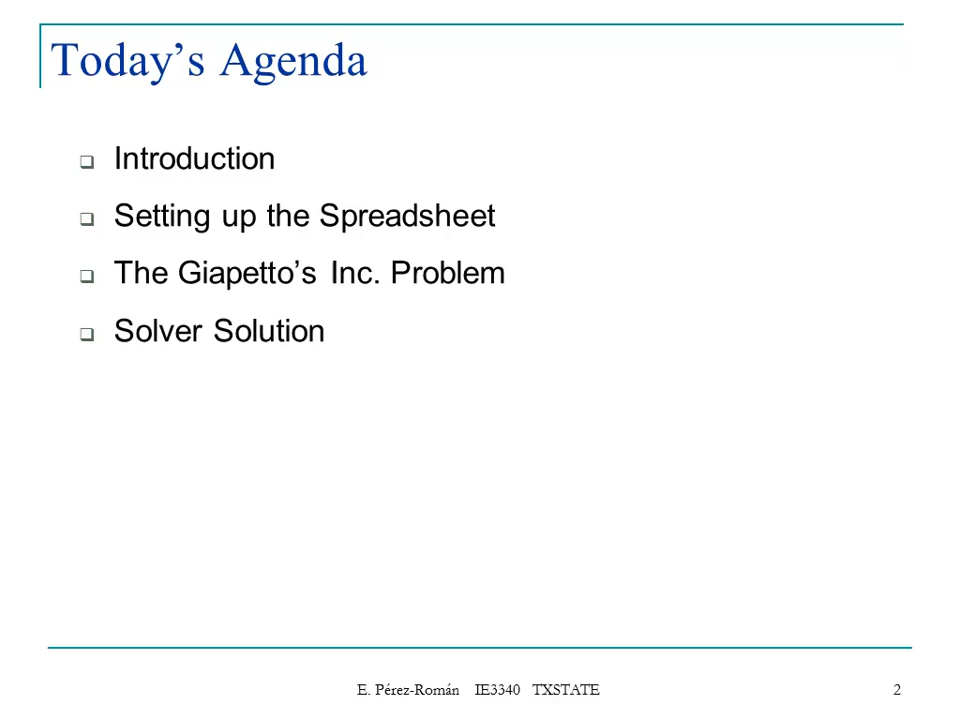 Today’s Agenda
Introduction
Setting up the Spreadsheet
The Giapetto’s Inc. Problem
Solver Solution
E. Pérez-Román IE3340 TXSTATE 2